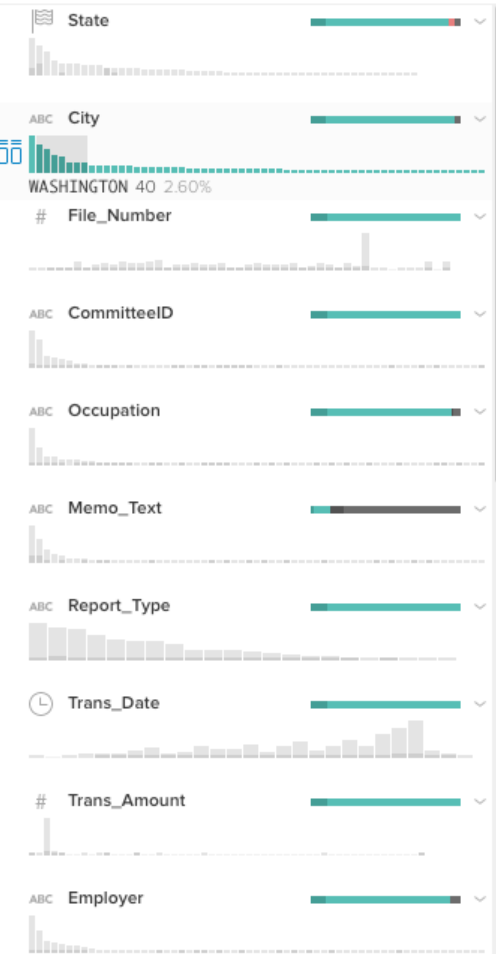 State
ABC City
WASHINGTON 40 2.60%
# File_Number
ABC CommitteeID
ABC Occupation
ABC Memo_Text
ABC Report_Type
Trans_Date
# Trans_Amount
ABC Employer